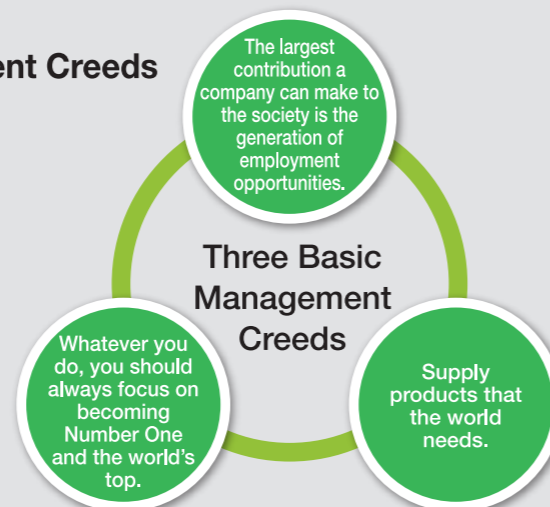 Creeds
The largest
contribution a
company can make to
the society is the
generation of
employment
opportunities.
Three Basic
Management
Creeds
Whatever you
do, you should
always focus on
becoming
Number One
and the world's
top.
Supply
products that
the world
needs.